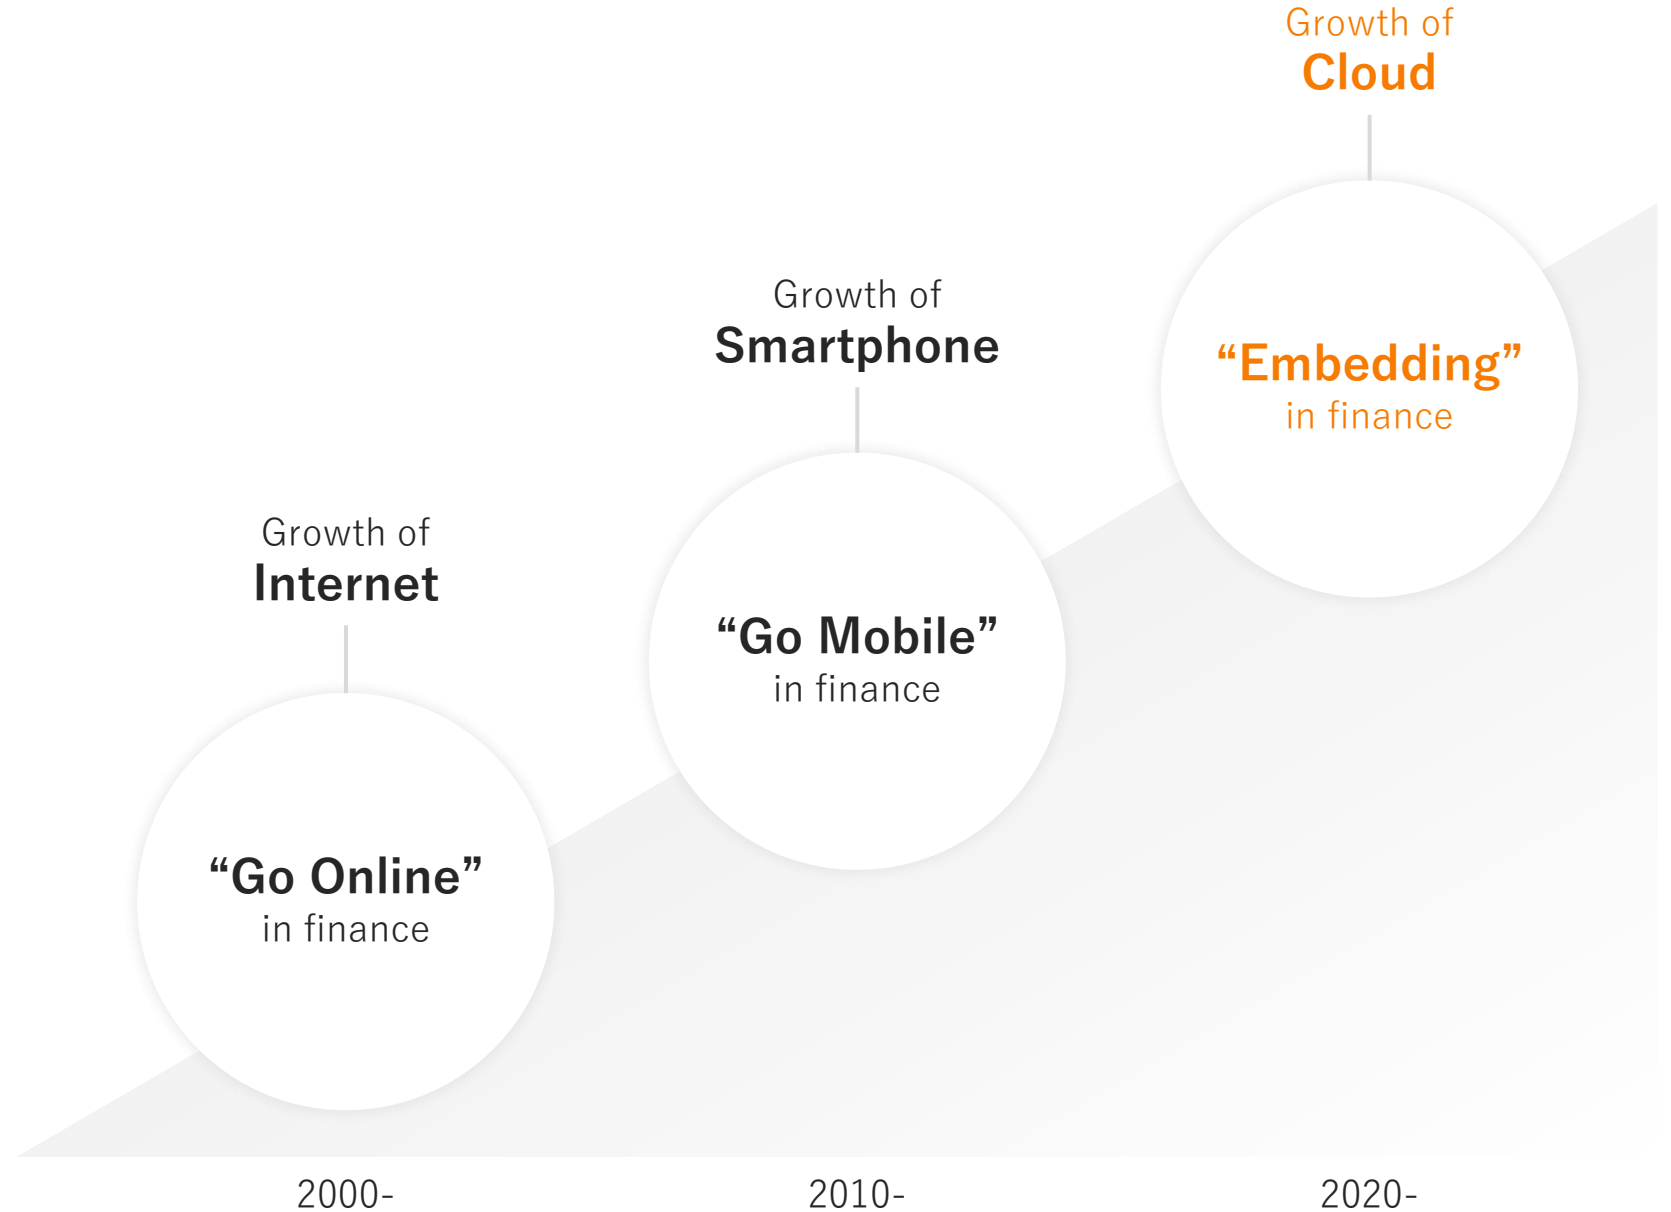 Growth of
Cloud
“Embedding”
in finance
Growth of
Smartphone
“Go Mobile”
in finance
Growth of
Internet
“Go Online”
in finance
2000-
2010-
2020-